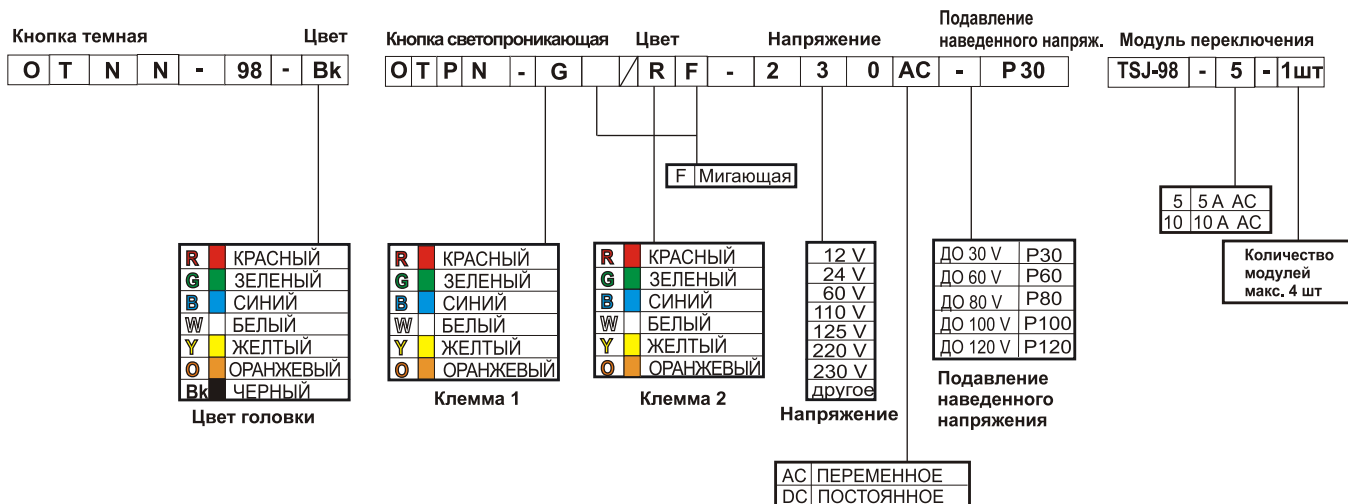 Кнопка темная
Цвет
O T N N - 98 - Bk
R КРАСНЫЙ
G ЗЕЛЕНЫЙ
B СИНИЙ
W БЕЛЫЙ
Y ЖЕЛТЫЙ
O ОРАНЖЕВЫЙ
Bk ЧЕРНЫЙ
Цвет головки
Кнопка светопроникающая
Цвет
Напряжение
Подавление
наведенного напряж.
O T P N - G / R F - 2 3 0 AC - P30
F Мигающая
R КРАСНЫЙ
G ЗЕЛЕНЫЙ
B СИНИЙ
W БЕЛЫЙ
Y ЖЕЛТЫЙ
O ОРАНЖЕВЫЙ
Клемма 1
R КРАСНЫЙ
G ЗЕЛЕНЫЙ
B СИНИЙ
W БЕЛЫЙ
Y ЖЕЛТЫЙ
O ОРАНЖЕВЫЙ
Клемма 2
12 V
24 V
60 V
110 V
125 V
220 V
230 V
другое
Напряжение
AC ПЕРЕМЕННОЕ
DC ПОСТОЯННОЕ
ДО 30 V P30
ДО 60 V P60
ДО 80 V P80
ДО 100 V P100
ДО 120 V P120
Подавление
наведенного
напряжения
Модуль переключения
TSJ-98 - 5 - 1шт
5 5 A AC
10 10 A AC
Количество
модулей
макс. 4 шт